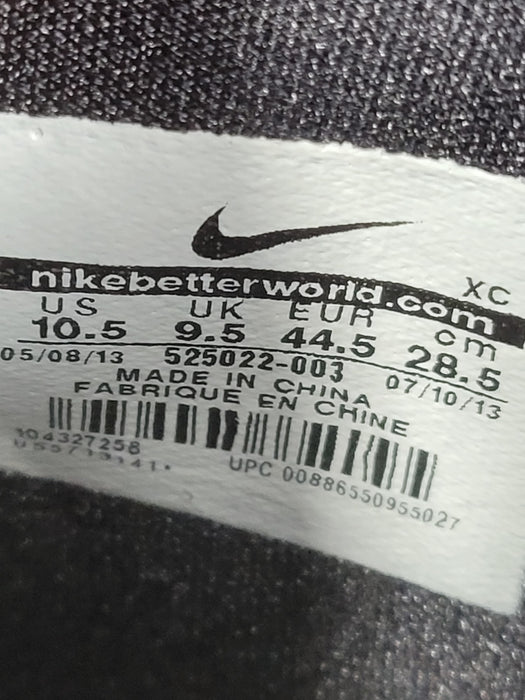 XC
nikebetterworld.com
US UK EUR cm
10.5 9.5 44.5 28.5
05/08/13 525022-003 07/10/13
MADE IN CHINA
FABRIQUE EN CHINE
104327258
UPC 00886550955027